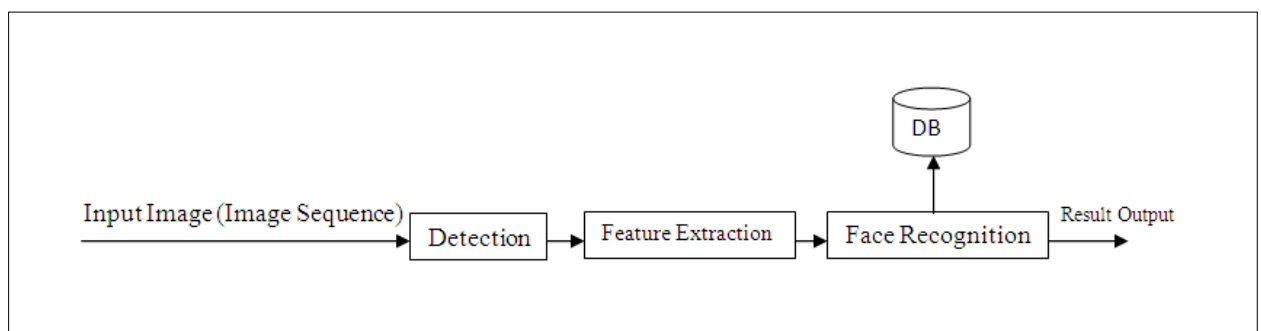 DB
Input Image (Image Sequence)
Detection
Feature Extraction
Face Recognition
Result Output